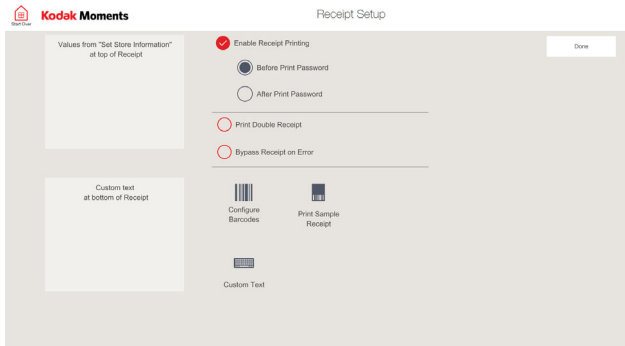 Start Over
Kodak Moments
Receipt Setup
Values from "Set Store Information"
at top of Receipt
Enable Receipt Printing
Before Print Password
After Print Password
Done
Print Double Receipt
Bypass Receipt on Error
Custom text
at bottom of Receipt
Configure
Barcodes
Print Sample
Receipt
Custom Text